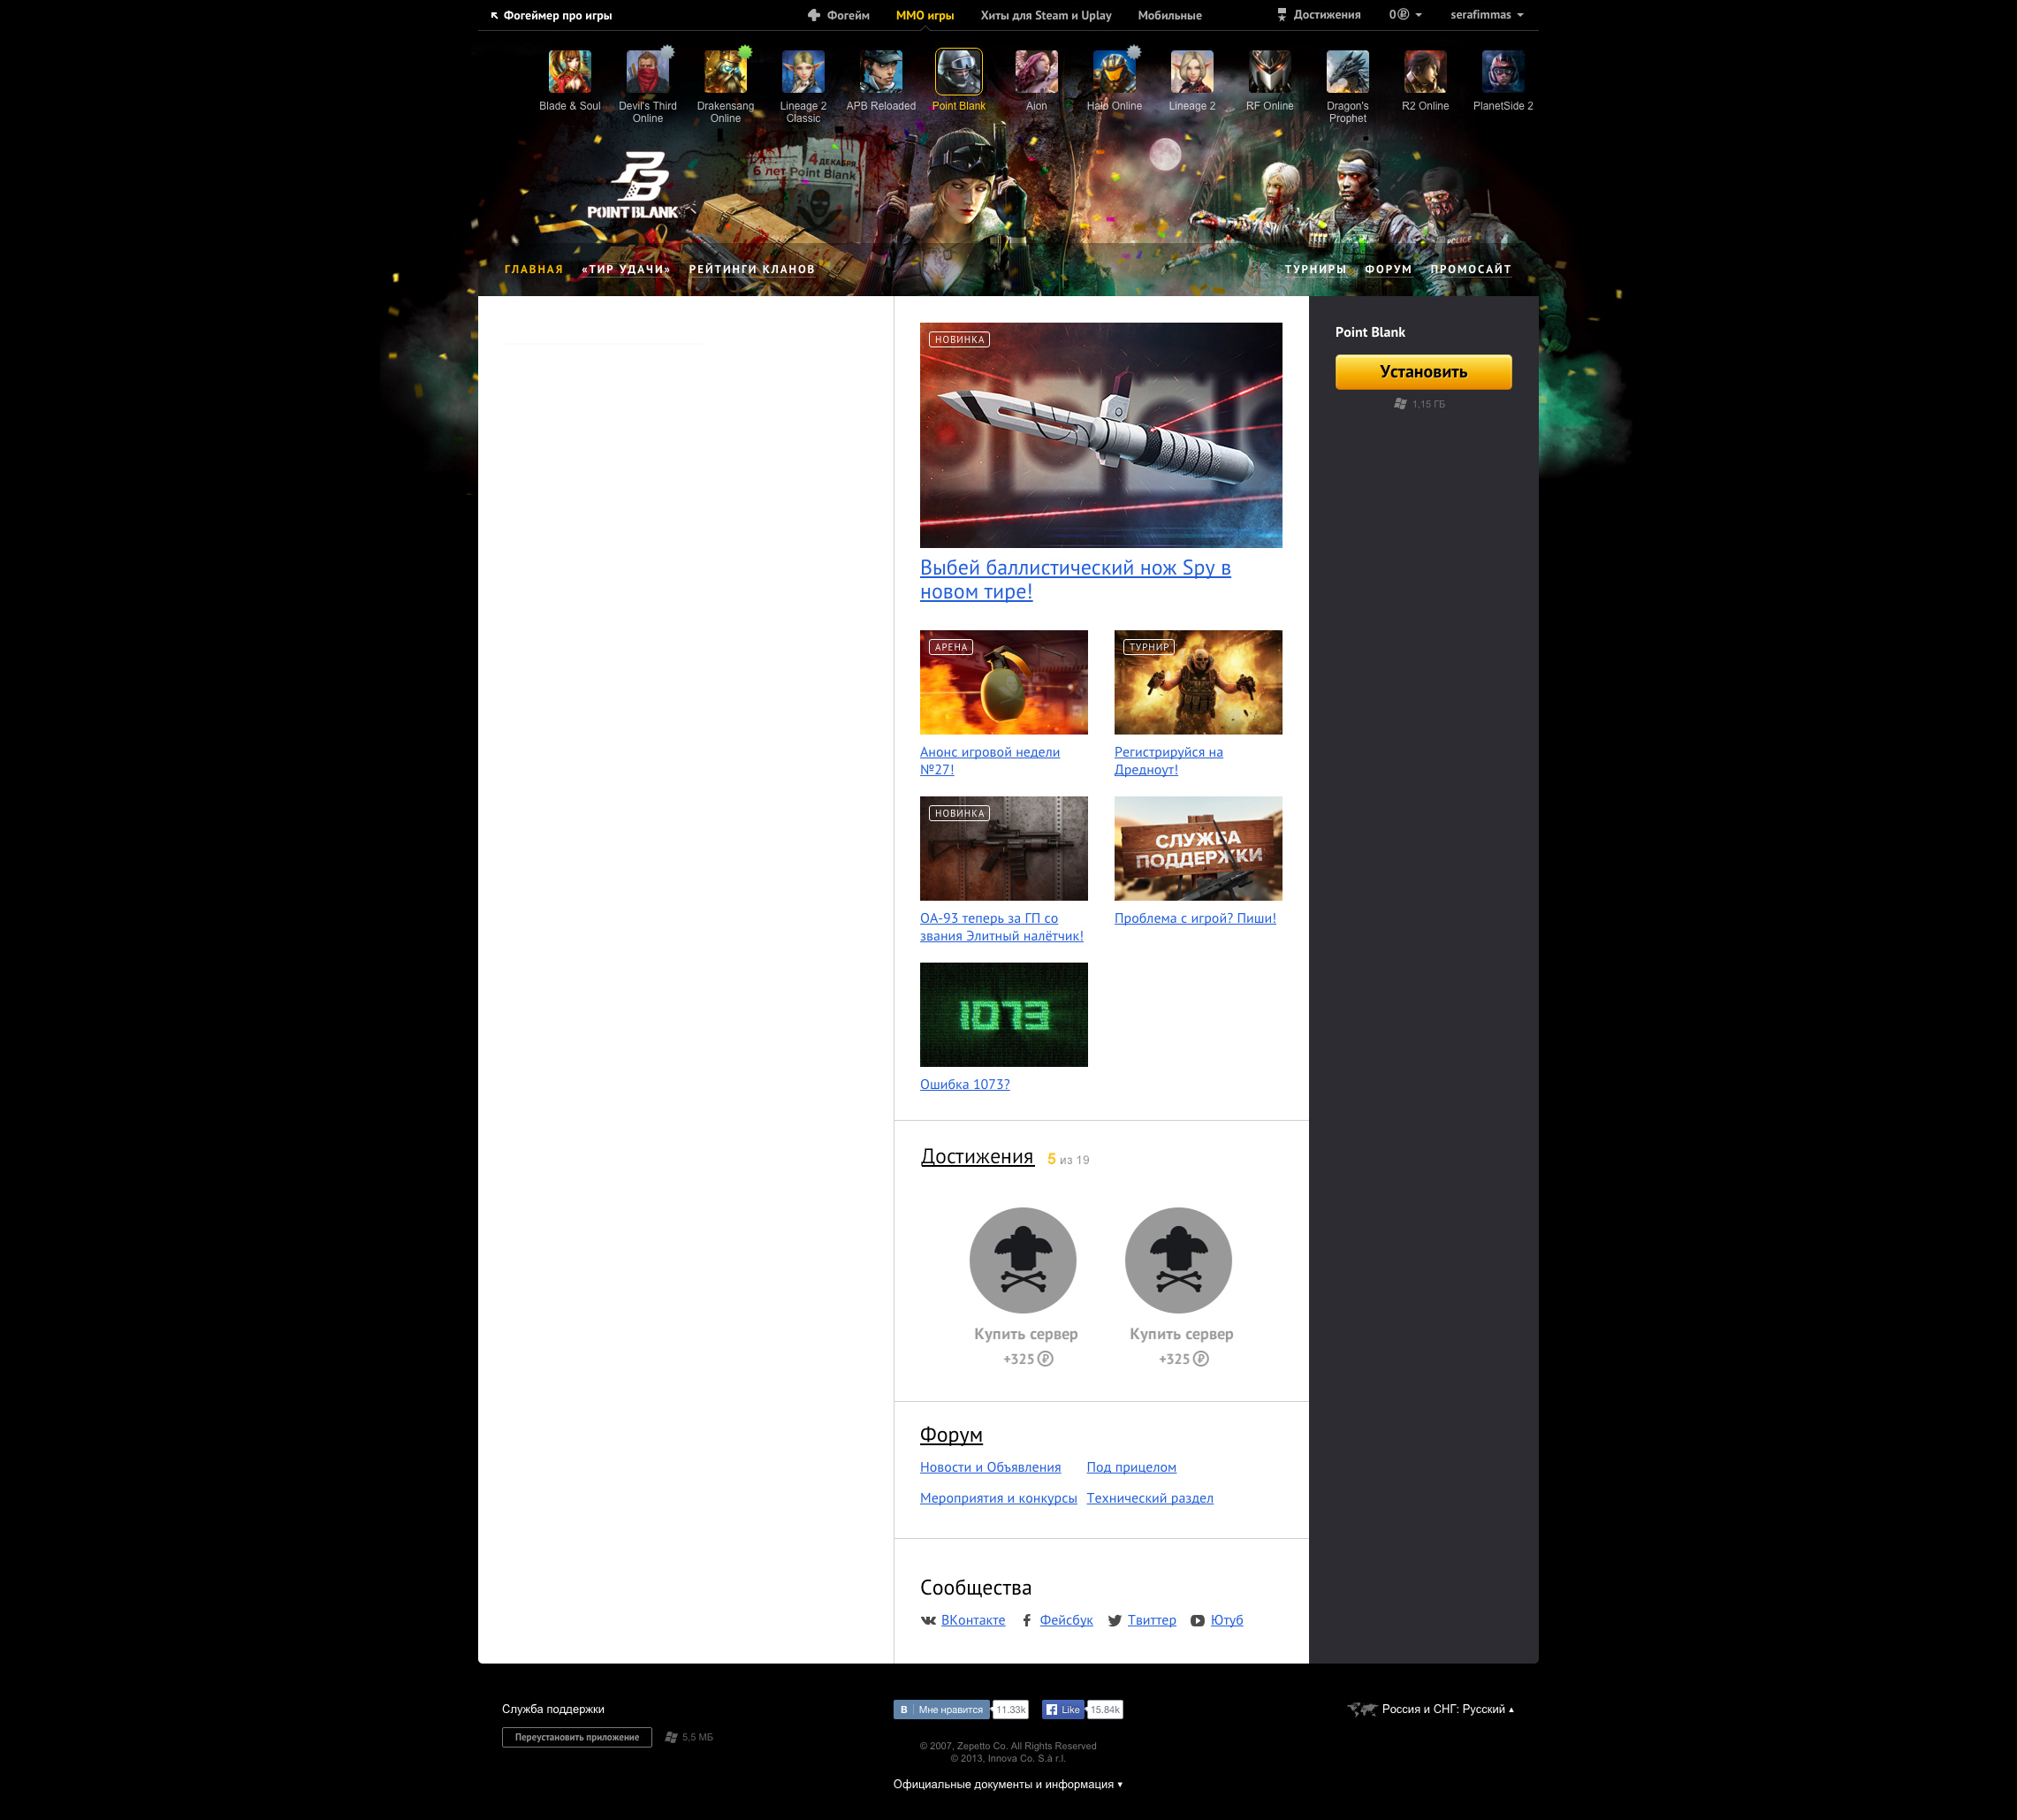 Фогеймер про игры
Фогейм
ММО игры
Хиты для Steam и Uplay
Мобильные
Достижения
0
serafimmas
Blade & Soul
Devil's Third
Online
Drakensang
Online
Lineage 2
Classic
APB Reloaded
Point Blank
Aion
Halo Online
Lineage 2
RF Online
Dragon's
Prophet
R2 Online
PlanetSide 2
4 ДЕКАБРЯ
6 лет Point Blank
POINT BLANK
POLICE
ГЛАВНАЯ
«ТИР УДАЧИ»
РЕЙТИНГИ КЛАНОВ
ТУРНИРЫ
ФОРУМ
ПРОМОСАЙТ
НОВИНКА
Выбей баллистический нож Spy в
новом тире!
АРЕНА
Анонс игровой недели
№27!
ТУРНИР
Регистрируйся на
Дредноут!
НОВИНКА
OA-93 теперь за ГП со
звания Элитный налётчик!
СЛУЖБА
ПОДДЕРЖКИ
Проблема с игрой? Пиши!
1073
Ошибка 1073?
Point Blank
Установить
1,15 ГБ
Достижения 5 из 19
Купить сервер
+325 ₽
Купить сервер
+325 ₽
Форум
Новости и Объявления
Под прицелом
Мероприятия и конкурсы
Технический раздел
Сообщества
ВКонтакте
Фейсбук
Твиттер
Ютуб
Служба поддержки
Переустановить приложение
5,5 МБ
В Мне нравится 11.33k
Like 15.84k
© 2007, Zepetto Co. All Rights Reserved
© 2013, Innova Co. S.à r.l.
Официальные документы и информация ▼
Россия и СНГ: Русский ▲